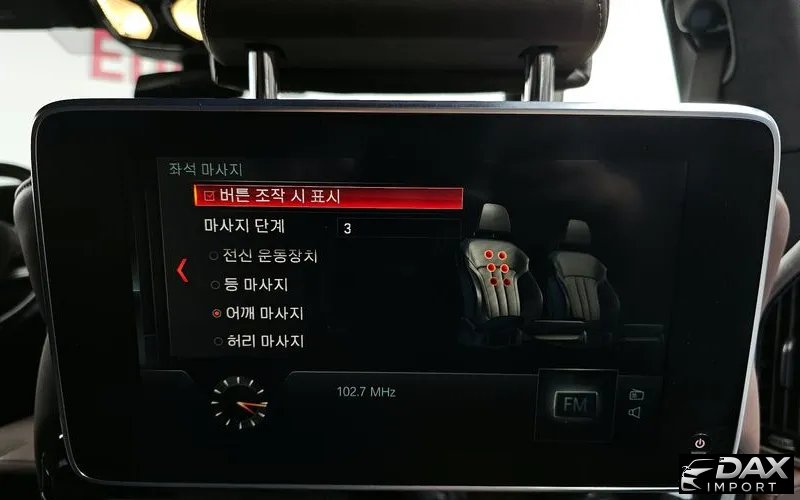 좌석 마사지
버튼 조작 시 표시
마사지 단계 3
전신 운동장치
등 마사지
어깨 마사지
허리 마사지
102.7 MHz
FM
DAX
IMPORT